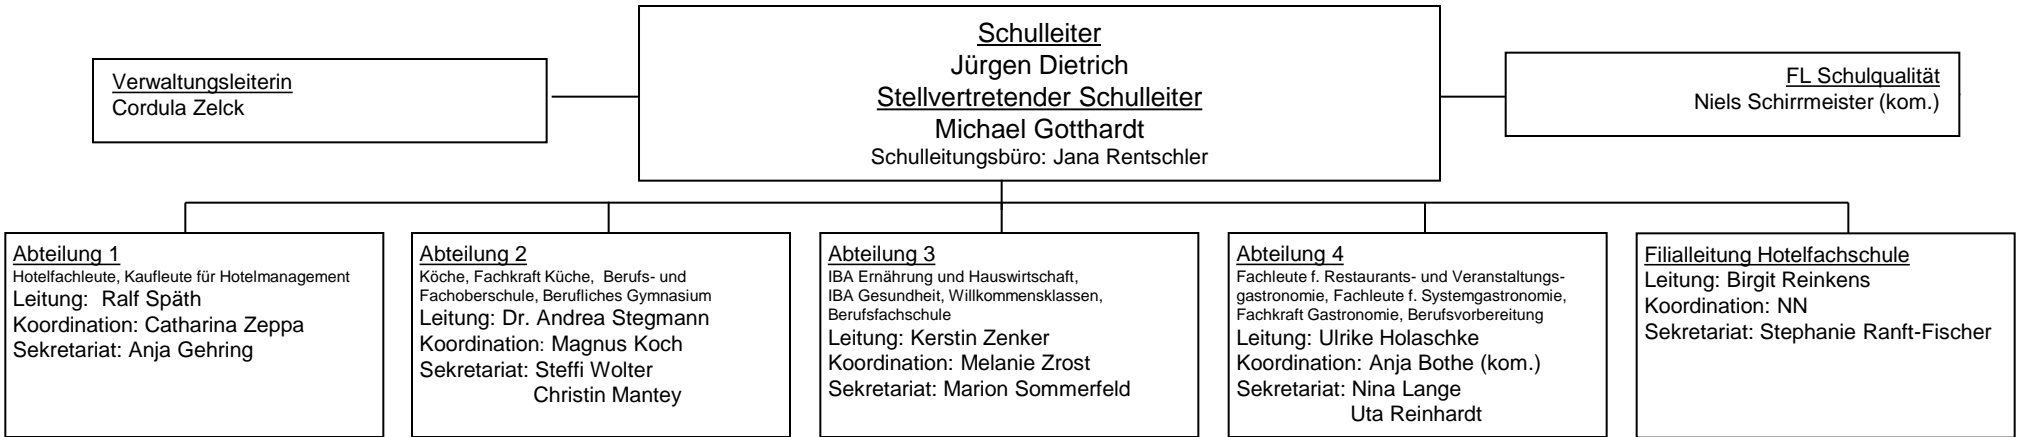 Schulleiter
Jürgen Dietrich
Stellvertretender Schulleiter
Michael Gotthardt
Schulleitungsbüro: Jana Rentschler
Verwaltungsleiterin
Cordula Zelck
FL Schulqualität
Niels Schirrmeister (kom.)
Abteilung 1
Hotelfachleute, Kaufleute für Hotelmanagement
Leitung: Ralf Späth
Koordination: Catharina Zeppa
Sekretariat: Anja Gehring
Abteilung 2
Köche, Fachkraft Küche, Berufs- und
Fachoberschule, Berufliches Gymnasium
Leitung: Dr. Andrea Stegmann
Koordination: Magnus Koch
Sekretariat: Steffi Wolter
Christin Mantey
Abteilung 3
IBA Ernährung und Hauswirtschaft,
IBA Gesundheit, Willkommensklassen,
Berufsfachschule
Leitung: Kerstin Zenker
Koordination: Melanie Zrost
Sekretariat: Marion Sommerfeld
Abteilung 4
Fachleute f. Restaurants- und Veranstaltungs-
gastronomie, Fachleute f. Systemgastronomie,
Fachkraft Gastronomie, Berufsvorbereitung
Leitung: Ulrike Holaschke
Koordination: Anja Bothe (kom.)
Sekretariat: Nina Lange
Uta Reinhardt
Filialleitung Hotelfachschule
Leitung: Birgit Reinkens
Koordination: NN
Sekretariat: Stephanie Ranft-Fischer